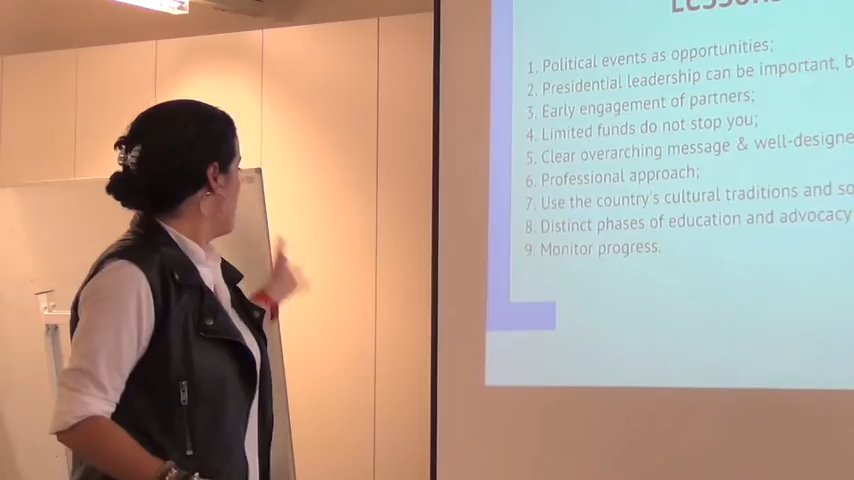 1. Political events as opportunities;
2. Presidential leadership can be important,
3. Early engagement of partners;
4. Limited funds do not stop you;
5. Clear overarching message & well-designe
6. Professional approach;
7. Use the country's cultural traditions and so
8. Distinct phases of education and advocacy
9. Monitor progress.